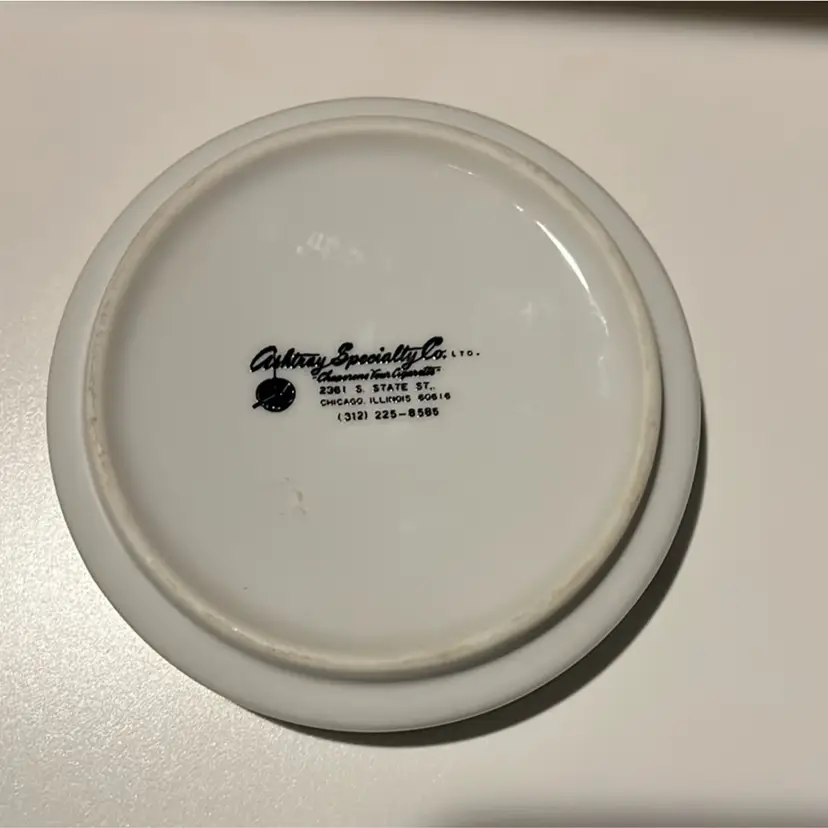 Ashtray Specialty Co. LTD.
"Chaperone Your Cigarette"
2361 S. STATE ST.,
CHICAGO, ILLINOIS 60616
(312) 225-8585